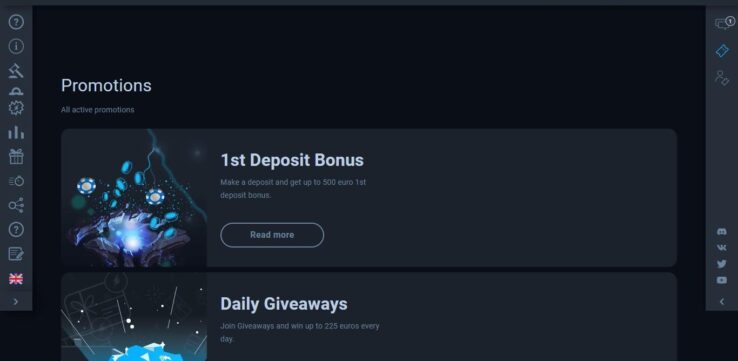 Promotions
All active promotions
1st Deposit Bonus
Make a deposit and get up to 500 euro 1st
deposit bonus.
Read more
Daily Giveaways
Join Giveaways and win up to 225 euros every
day.
1